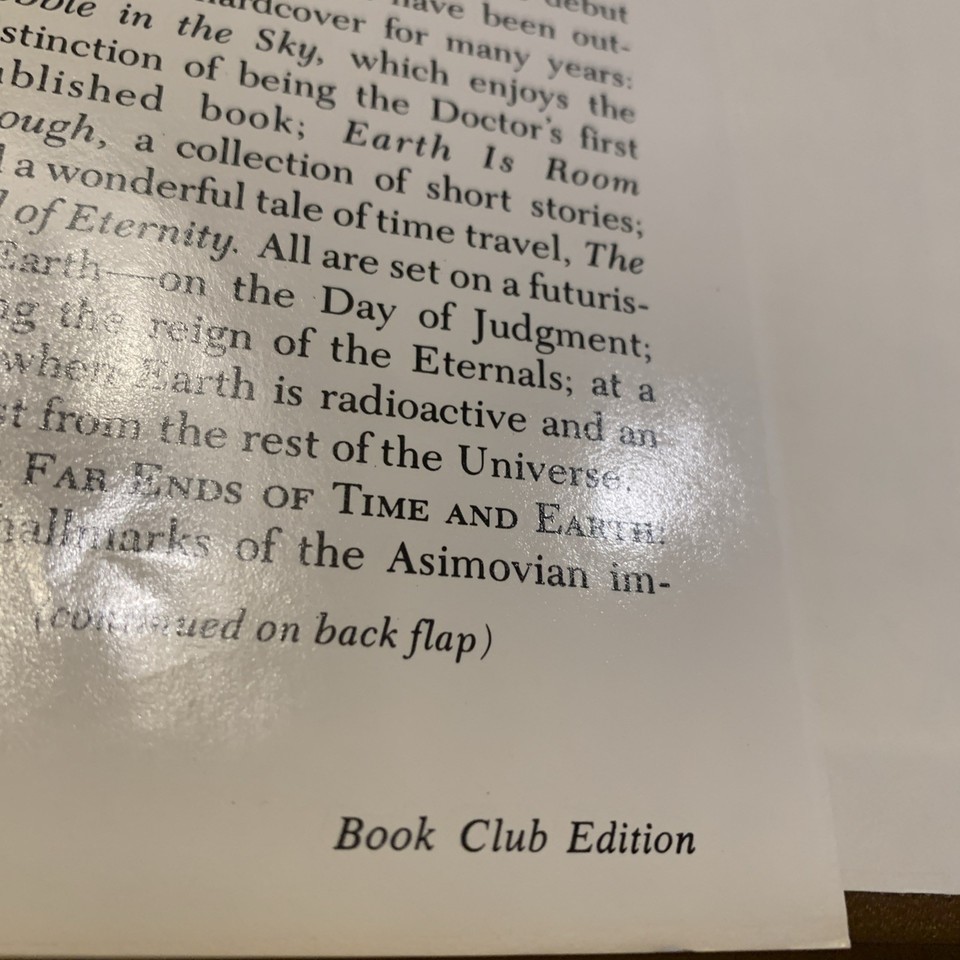 have been out-
hardcover for many years:
in the Sky, which enjoys the
of being the Doctor's first
book; Earth Is Room
a collection of short stories;
a wonderful tale of time travel, The
of Eternity. All are set on a futuris-
Earth—on the Day of Judgment;
the reign of the Eternals; at a
when Earth is radioactive and an
from the rest of the Universe.
FAR ENDS OF TIME AND EARTH:
hallmarks of the Asimovian im-
(continued on back flap)
Book Club Edition